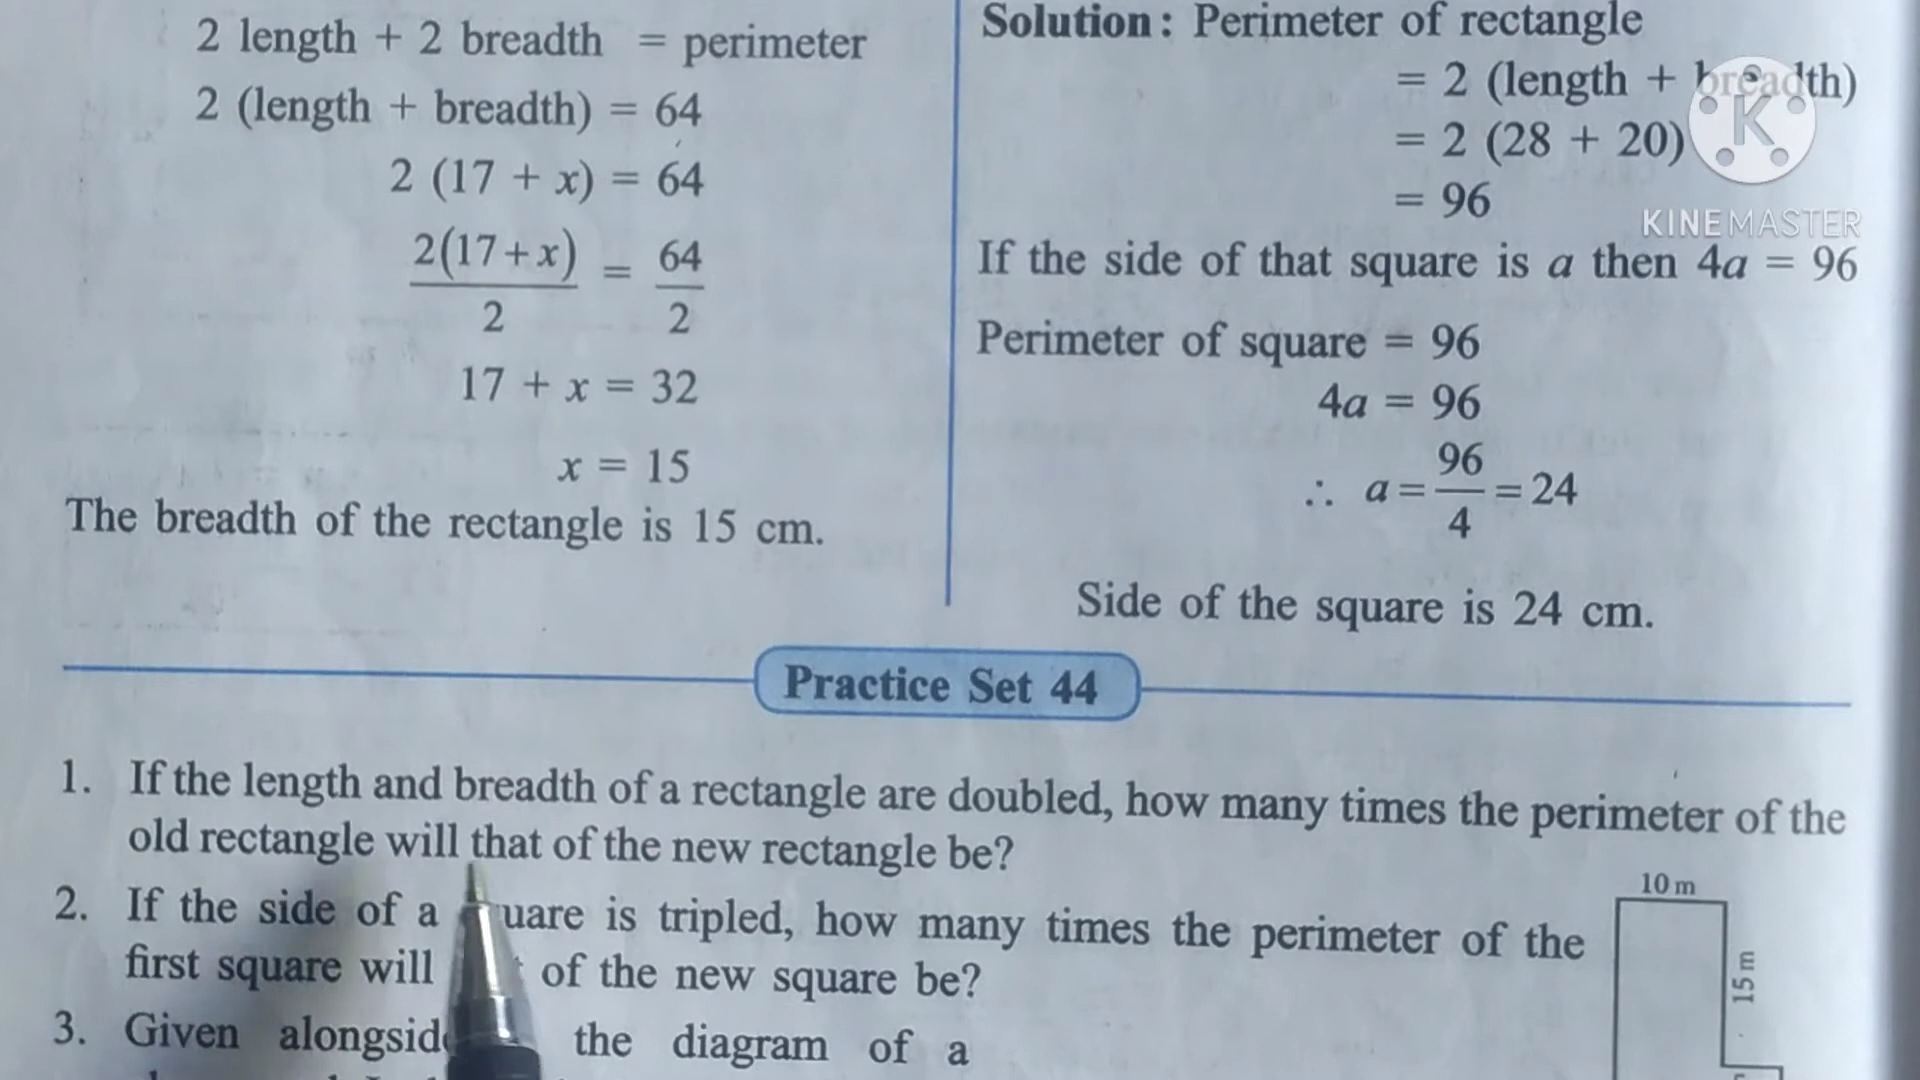 2 length + 2 breadth = perimeter
2 (length + breadth) = 64
2 (17 + x) = 64
2(17+x)/2 = 64/2
17 + x = 32
x = 15
The breadth of the rectangle is 15 cm.
Solution : Perimeter of rectangle
= 2 (length + breadth)
= 2 (28 + 20)
= 96
K
KINEMASTER
If the side of that square is a then 4a = 96
Perimeter of square = 96
4a = 96
∴ a = 96/4 = 24
Side of the square is 24 cm.
Practice Set 44
1. If the length and breadth of a rectangle are doubled, how many times the perimeter of the
old rectangle will that of the new rectangle be?
2. If the side of a uare is tripled, how many times the perimeter of the
first square will of the new square be?
3. Given alongsid the diagram of a
10 m
15 m